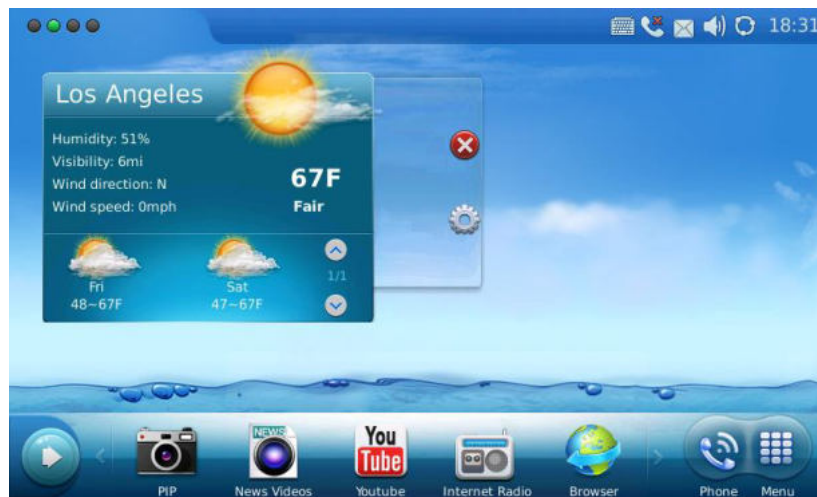 18:31
Los Angeles
Humidity: 51%
Visibility: 6mi
Wind direction: N
Wind speed: 0mph
67F
Fair
1/1
Fri
48~67F
Sat
47~67F
NEWS
You
Tube
PIP
News Videos
Youtube
Internet Radio
Browser
Phone
Menu